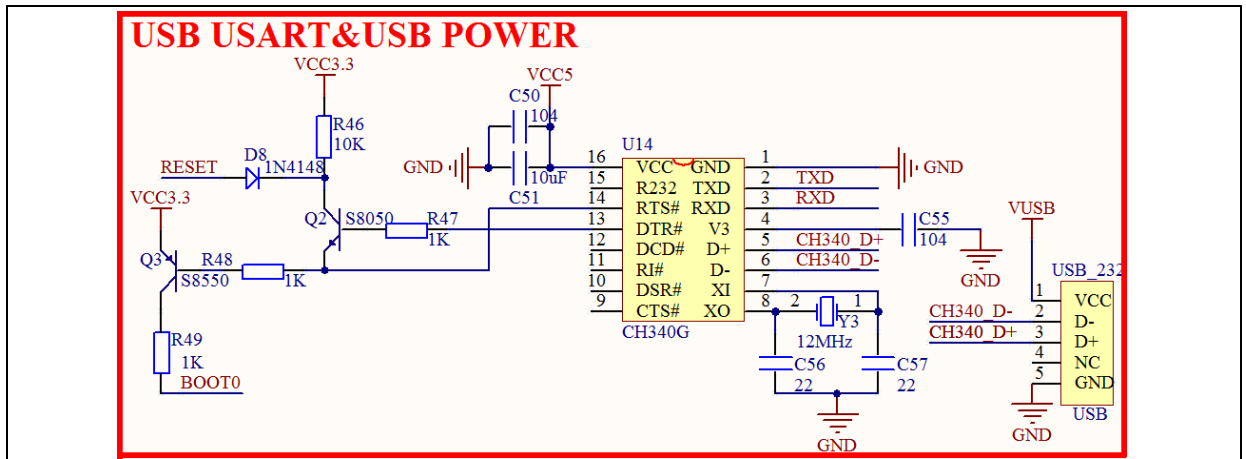 USB USART&USB POWER
VCC3.3
VCC5
C50
104
R46
10K
U14
D8
1N4148
RESET
GND
10uF
C51
16 VCC GND 1
GND
15 R232 TXD 2 TXD
14 RTS# RXD 3 RXD
13 DTR# V3 4
12 DCD# D+ 5 CH340_D+
11 RI# D- 6 CH340_D-
10 DSR# XI 7
9 CTS# XO 8
CH340G
VCC3.3
Q2
S8050
R47
1K
C55
104
GND
VUSB
Q3
S8550
R48
1K
USB_232
1 VCC
CH340_D- 2 D-
CH340_D+ 3 D+
4 NC
5 GND
USB
GND
2 1
Y3
12MHz
R49
1K
BOOT0
C56
22
C57
22
GND